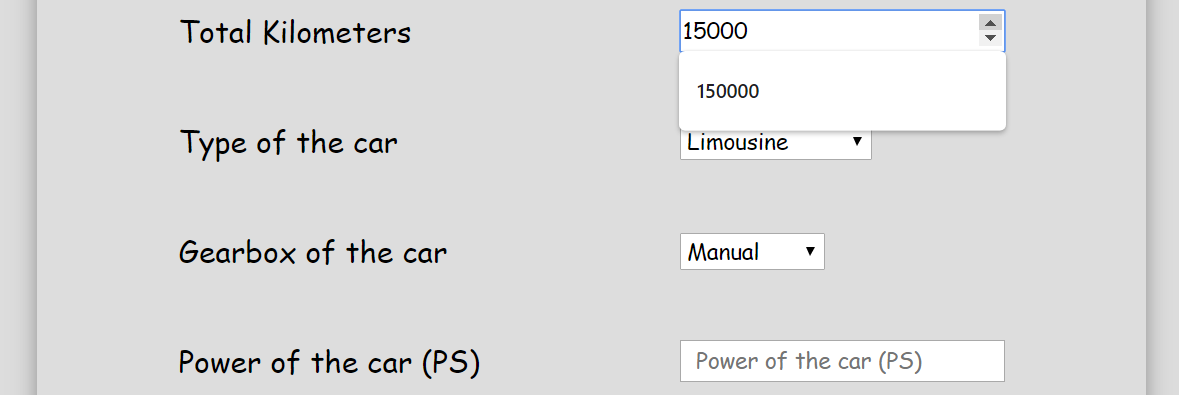 Total Kilometers 15000
150000
Type of the car Limousine
Gearbox of the car Manual
Power of the car (PS) Power of the car (PS)